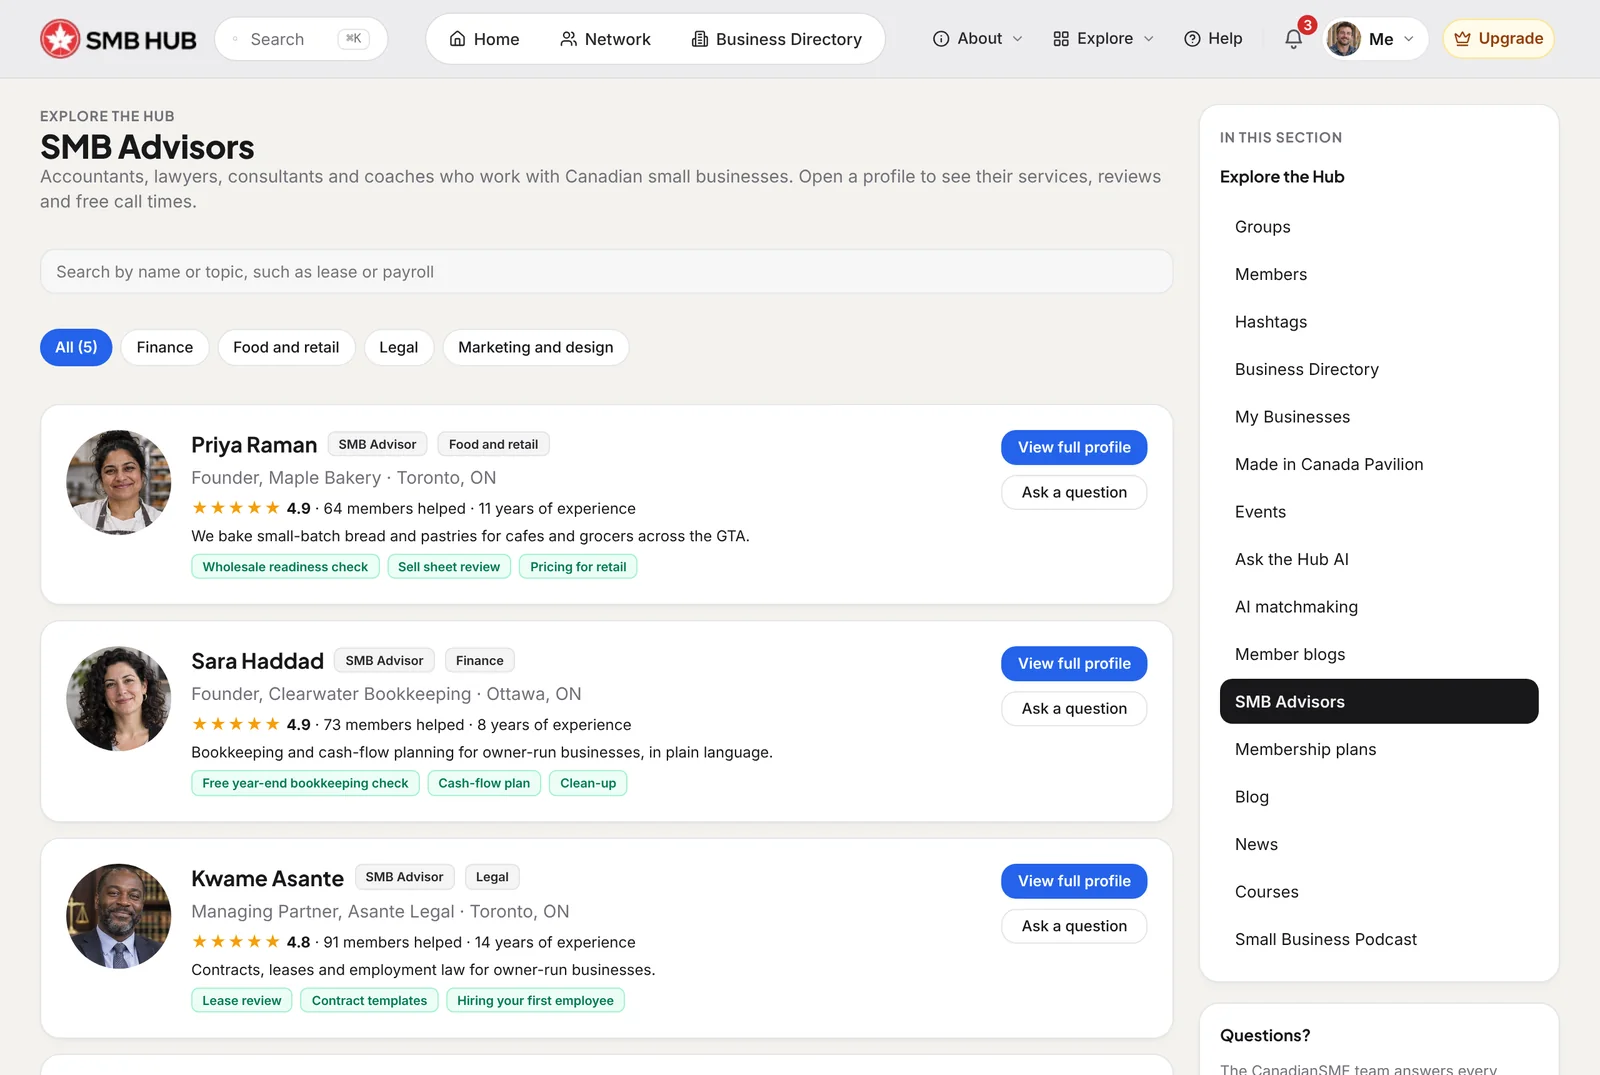 SMB HUB
Search
⌘K
Home
Network
Business Directory
About
Explore
Help
3
Me
Upgrade
EXPLORE THE HUB
SMB Advisors
Accountants, lawyers, consultants and coaches who work with Canadian small businesses. Open a profile to see their services, reviews
and free call times.
Search by name or topic, such as lease or payroll
All (5)
Finance
Food and retail
Legal
Marketing and design
Priya Raman
SMB Advisor
Food and retail
Founder, Maple Bakery · Toronto, ON
★★★★★ 4.9 · 64 members helped · 11 years of experience
We bake small-batch bread and pastries for cafes and grocers across the GTA.
Wholesale readiness check
Sell sheet review
Pricing for retail
View full profile
Ask a question
Sara Haddad
SMB Advisor
Finance
Founder, Clearwater Bookkeeping · Ottawa, ON
★★★★★ 4.9 · 73 members helped · 8 years of experience
Bookkeeping and cash-flow planning for owner-run businesses, in plain language.
Free year-end bookkeeping check
Cash-flow plan
Clean-up
View full profile
Ask a question
Kwame Asante
SMB Advisor
Legal
Managing Partner, Asante Legal · Toronto, ON
★★★★★ 4.8 · 91 members helped · 14 years of experience
Contracts, leases and employment law for owner-run businesses.
Lease review
Contract templates
Hiring your first employee
View full profile
Ask a question
IN THIS SECTION
Explore the Hub
Groups
Members
Hashtags
Business Directory
My Businesses
Made in Canada Pavilion
Events
Ask the Hub AI
AI matchmaking
Member blogs
SMB Advisors
Membership plans
Blog
News
Courses
Small Business Podcast
Questions?
The CanadianSME team answers every